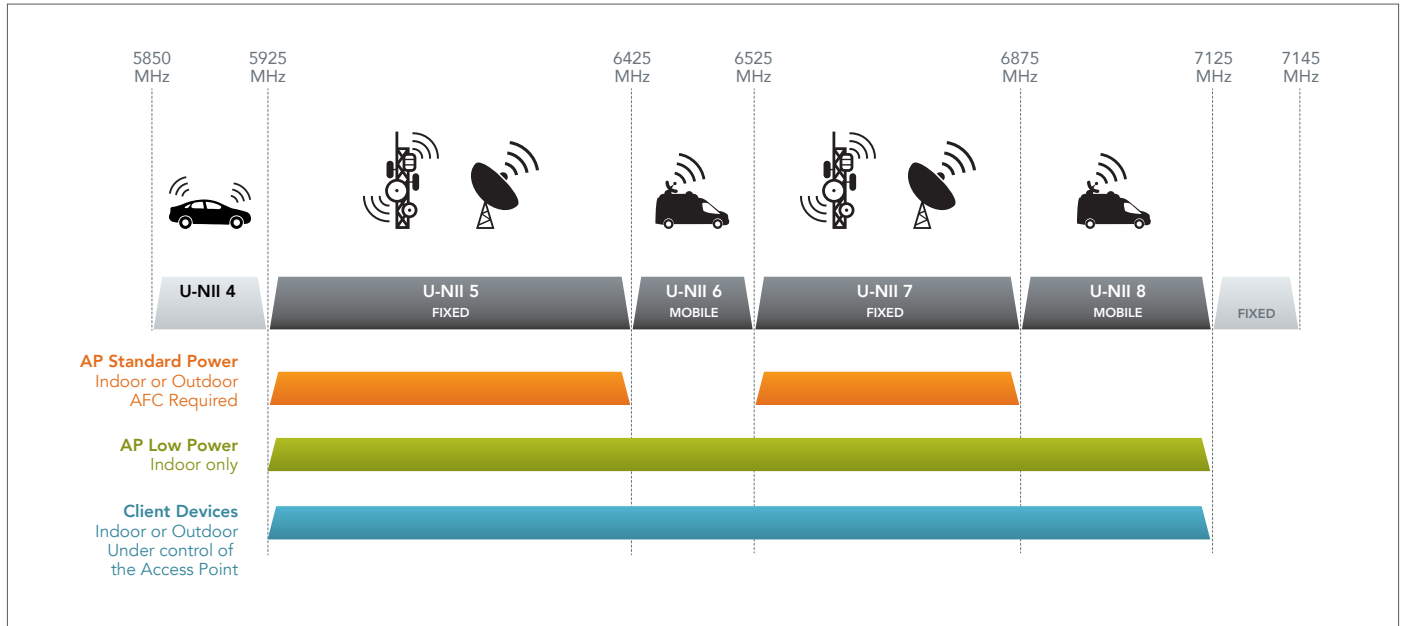 5850
MHz
5925
MHz
6425
MHz
6525
MHz
6875
MHz
7125
MHz
7145
MHz
U-NII 4
U-NII 5
FIXED
U-NII 6
MOBILE
U-NII 7
FIXED
U-NII 8
MOBILE
FIXED
AP Standard Power
Indoor or Outdoor
AFC Required
AP Low Power
Indoor only
Client Devices
Indoor or Outdoor
Under control of
the Access Point